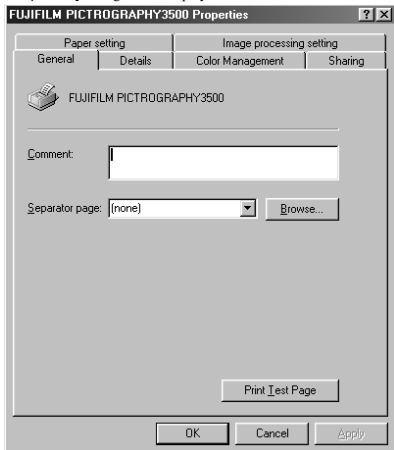 FUJIFILM PICTROGRAPHY3500 Properties
? ×
Paper setting Image processing setting
General Details Color Management Sharing
FUJIFILM PICTROGRAPHY3500
Comment:
Separator page: (none) Browse...
Print Test Page
OK Cancel Apply